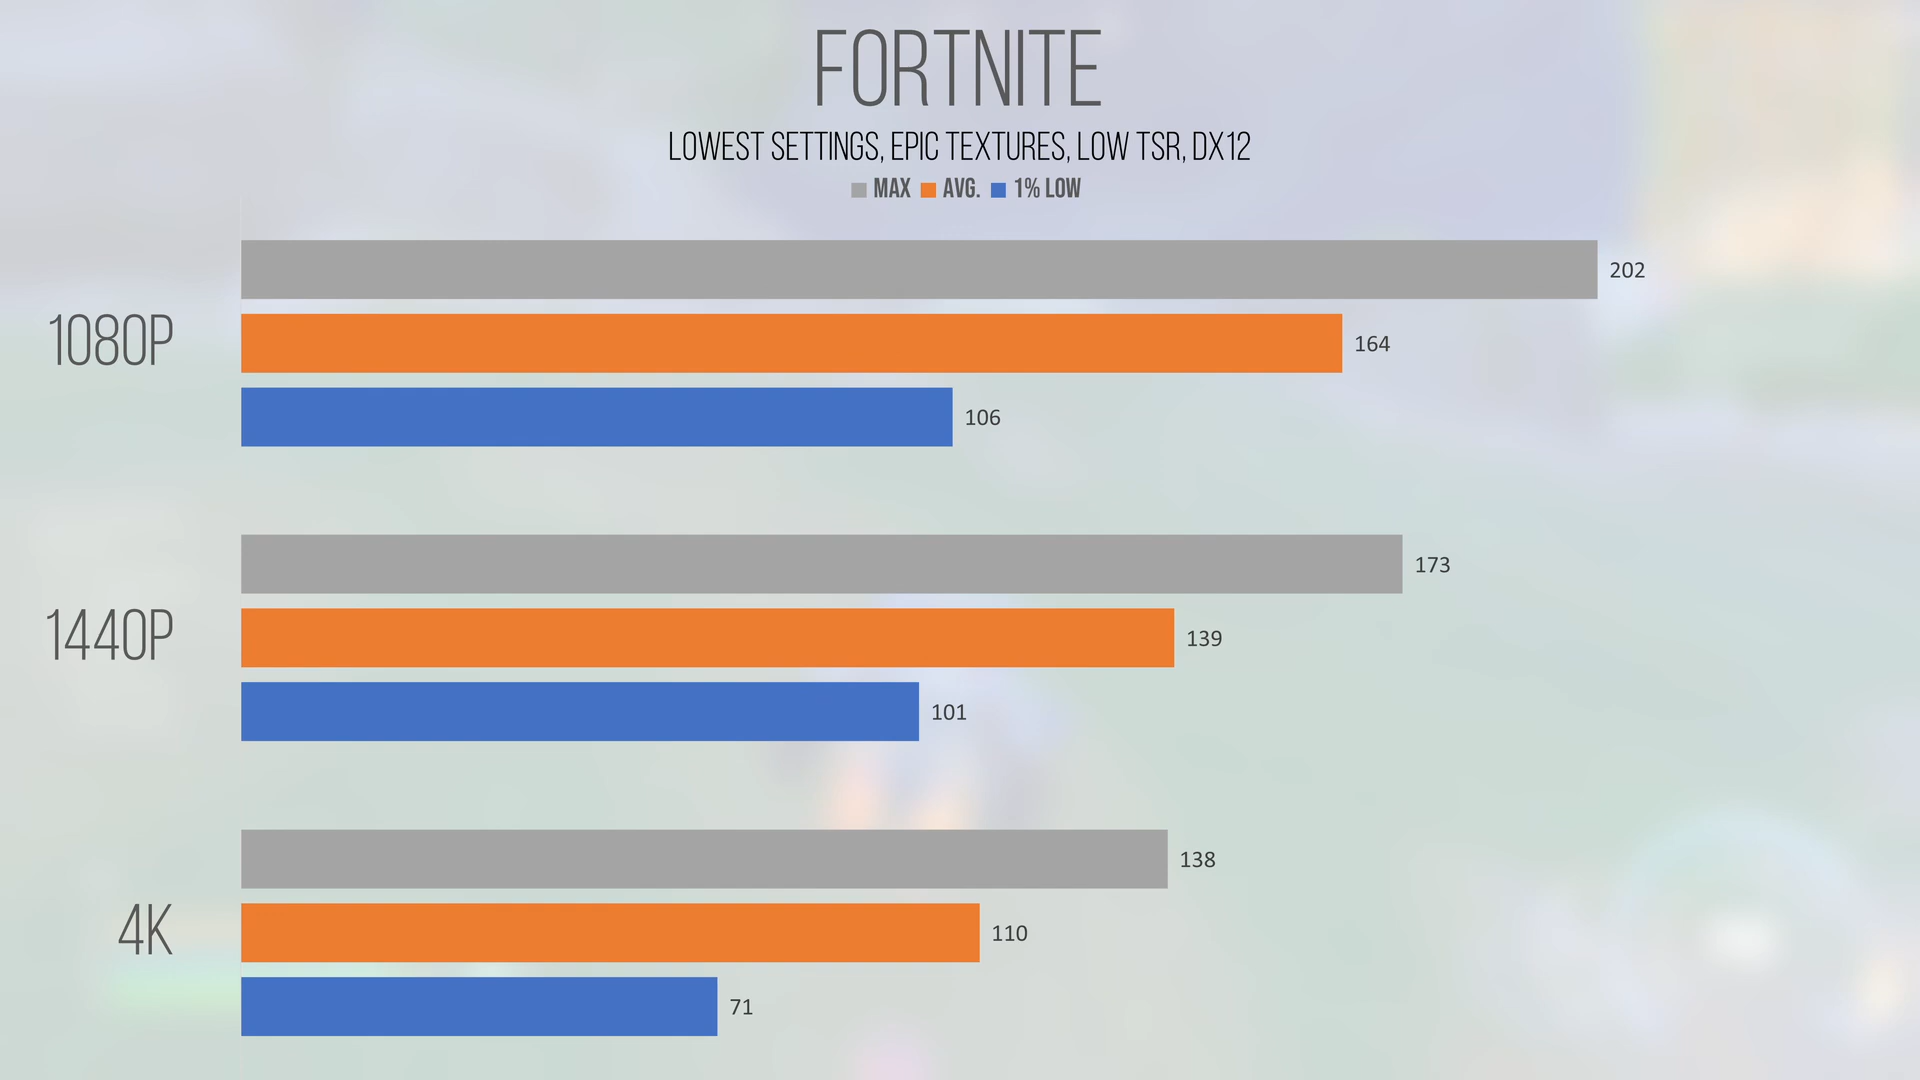 FORTNITE
LOWEST SETTINGS, EPIC TEXTURES, LOW TSR, DX12
MAX AVG. 1% LOW
202
1080P
164
106
173
1440P
139
101
138
4K
110
71